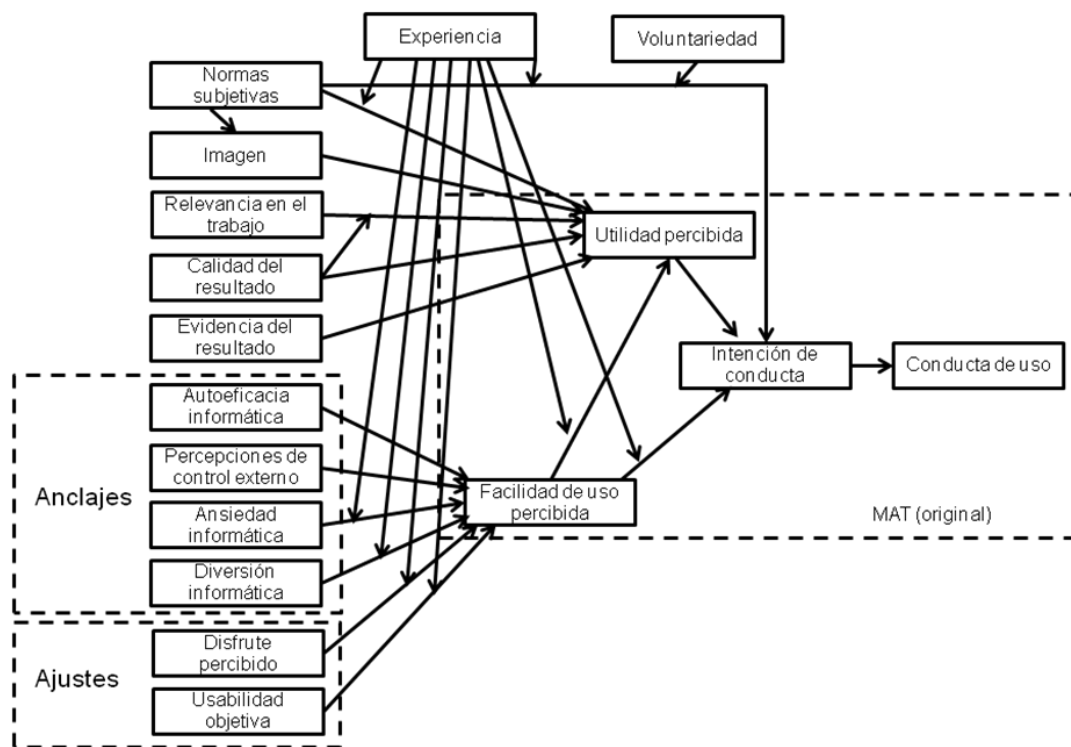 Experiencia
Voluntariedad
Normas
subjetivas
Imagen
Relevancia en el
trabajo
Utilidad percibida
Calidad del
resultado
Evidencia del
resultado
Intención de
conducta
Conducta de uso
Anclajes
Autoeficacia
informática
Percepciones de
control externo
Facilidad de uso
percibida
Ansiedad
informática
MAT (original)
Diversión
informática
Ajustes
Disfrute
percibido
Usabilidad
objetiva